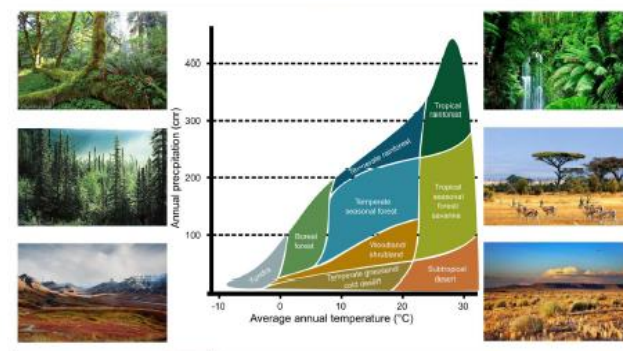 400
300
200
100
Annual precpitation (cm)
Tropical
rainforest
Temperate rainforest
Temperate
seasonal forest
Tropical
seasonal
forest/
savanna
Boreal
forest
Woodland/
shrubland
Tundra
Temperate grassland/
cold desert
Subtropical
desert
-10
0
10
20
30
Average annual temperature (°C)